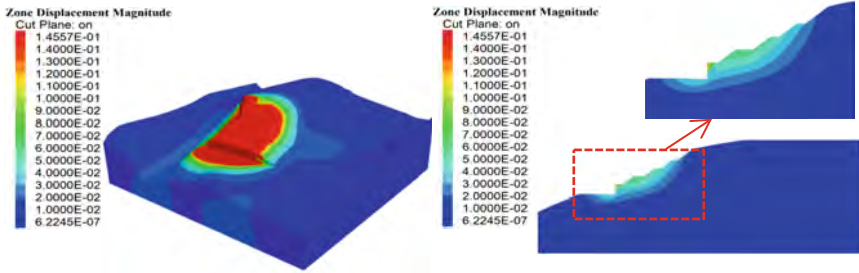 Zone Displacement Magnitude
Cut Plane: on
1.4557E-01
1.4000E-01
1.3000E-01
1.2000E-01
1.1000E-01
1.0000E-01
9.0000E-02
8.0000E-02
7.0000E-02
6.0000E-02
5.0000E-02
4.0000E-02
3.0000E-02
2.0000E-02
1.0000E-02
6.2245E-07
Zone Displacement Magnitude
Cut Plane: on
1.4557E-01
1.4000E-01
1.3000E-01
1.2000E-01
1.1000E-01
1.0000E-01
9.0000E-02
8.0000E-02
7.0000E-02
6.0000E-02
5.0000E-02
4.0000E-02
3.0000E-02
2.0000E-02
1.0000E-02
6.2245E-07